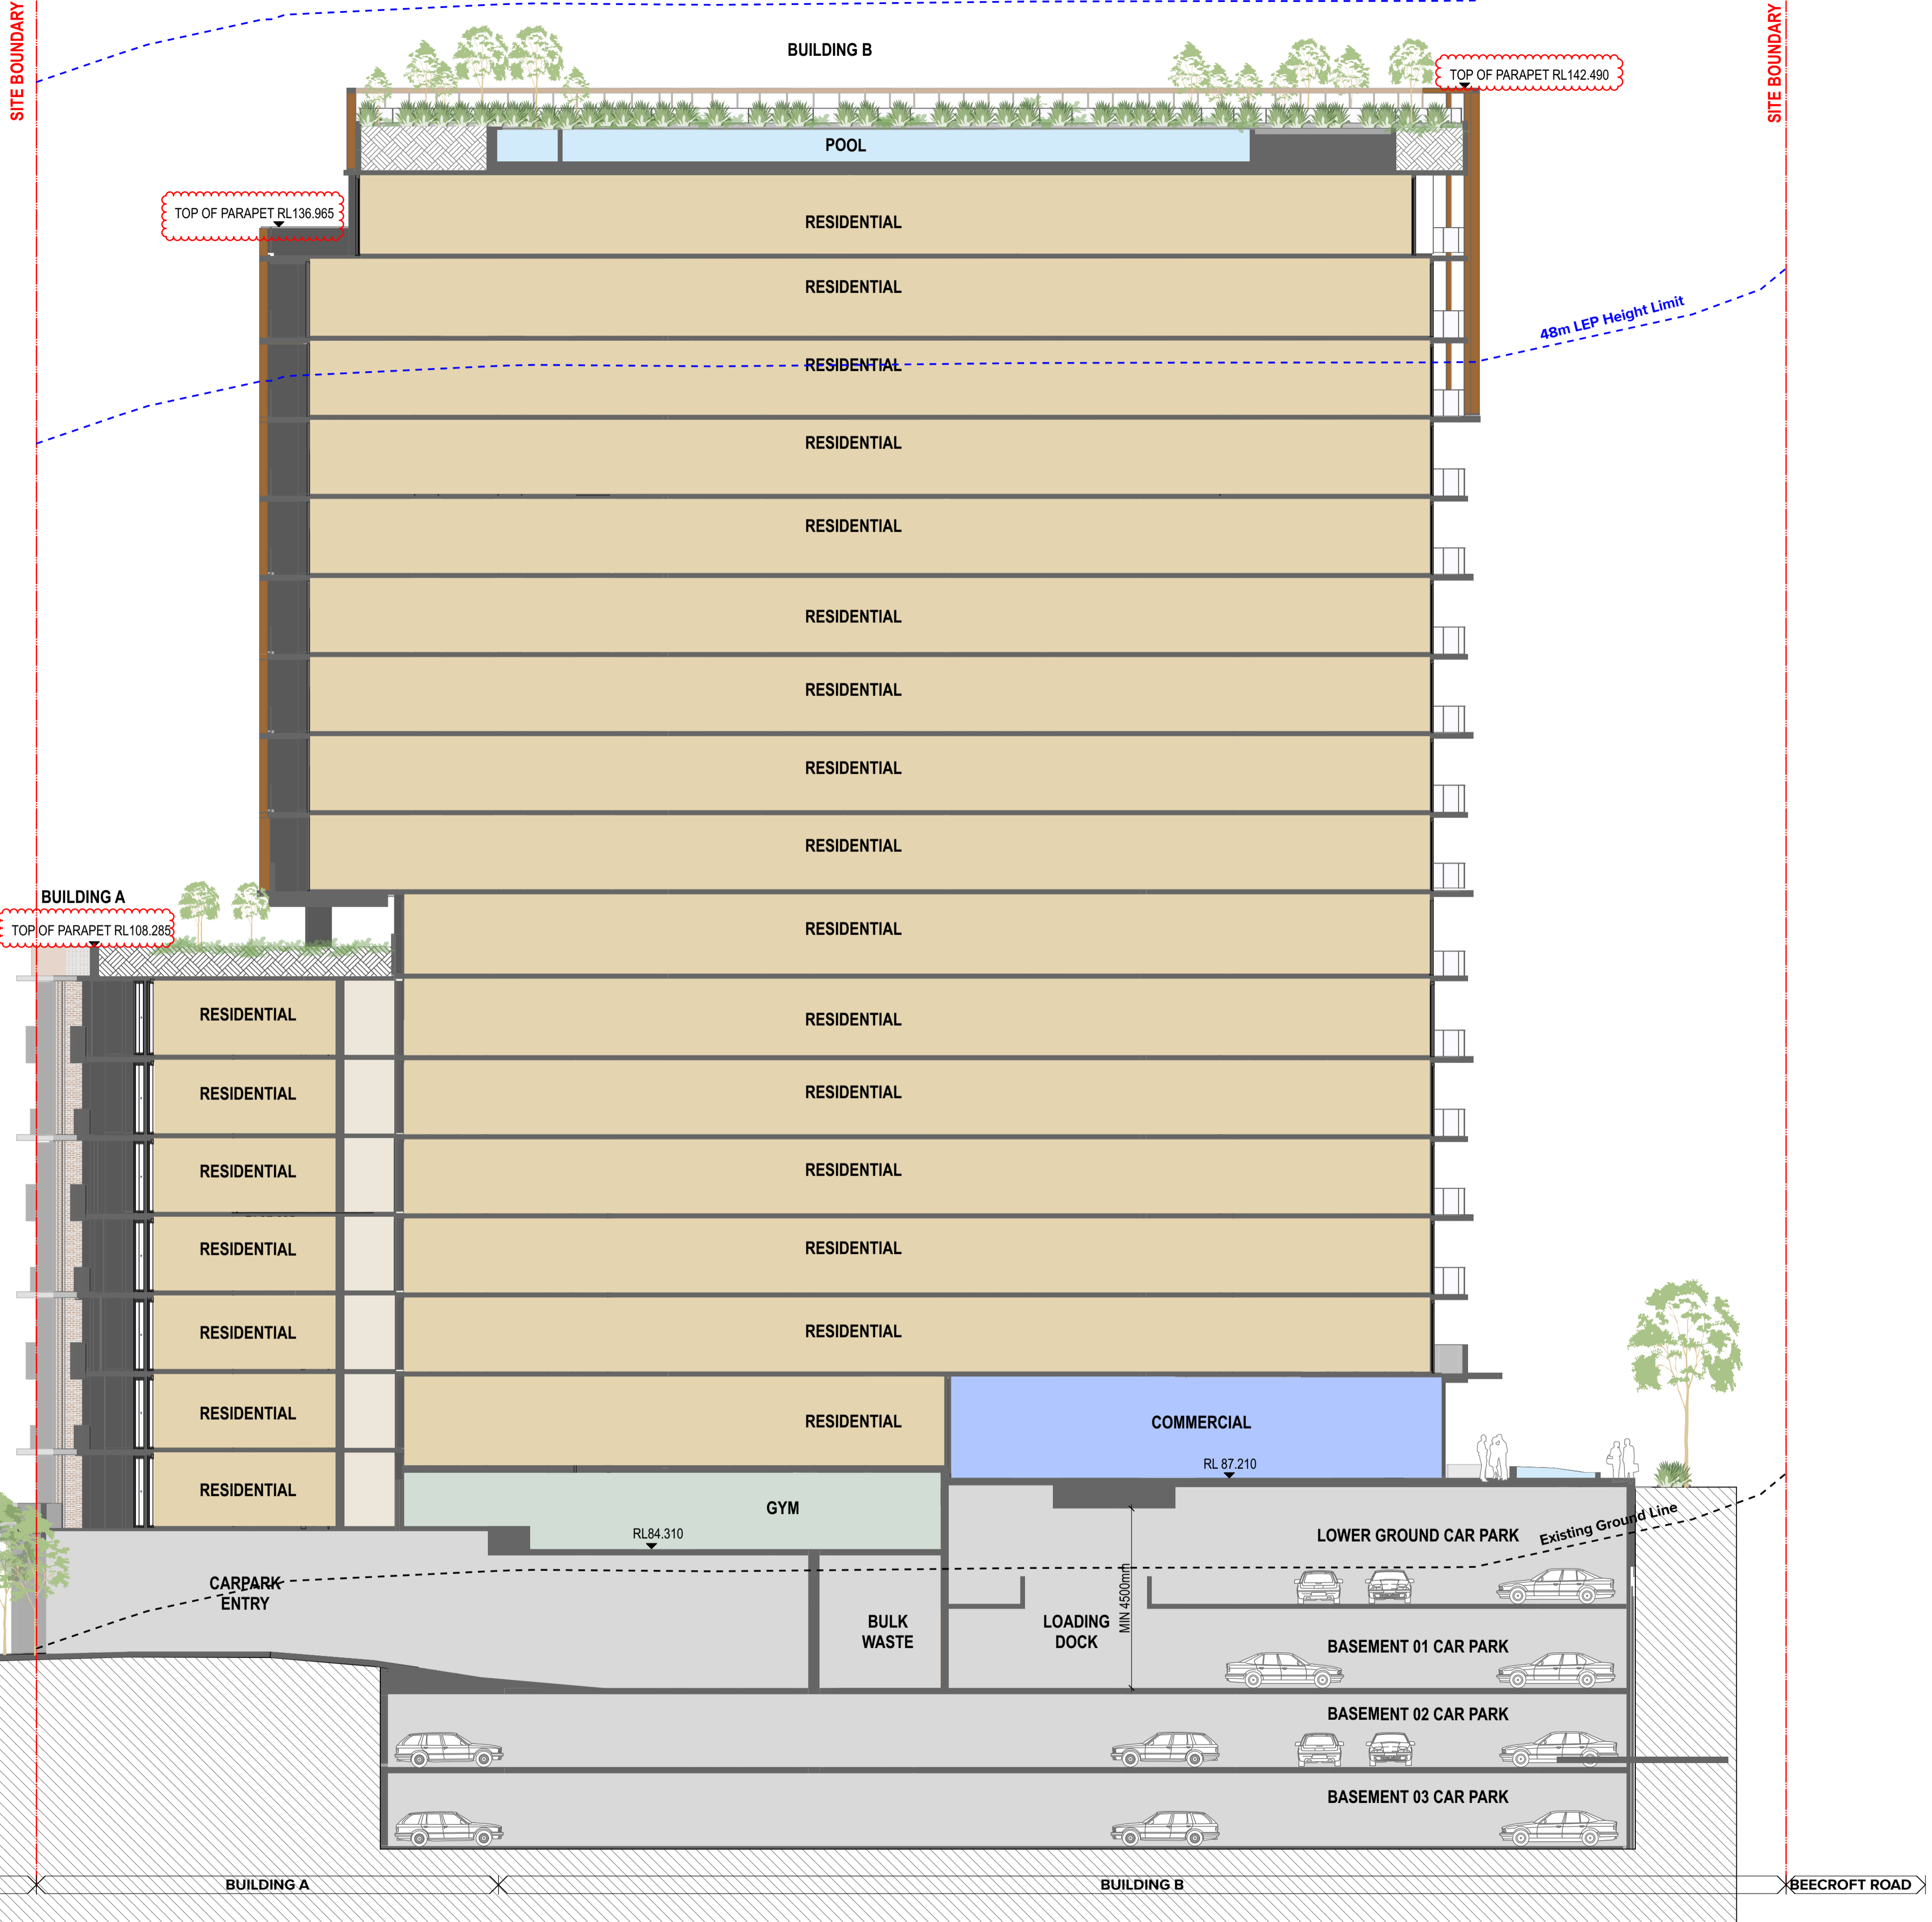 SITE BOUNDARY
SITE BOUNDARY
BUILDING B
TOP OF PARAPET RL142.490
POOL
TOP OF PARAPET RL136.965
RESIDENTIAL
RESIDENTIAL
48m LEP Height Limit
RESIDENTIAL
RESIDENTIAL
RESIDENTIAL
RESIDENTIAL
RESIDENTIAL
RESIDENTIAL
RESIDENTIAL
BUILDING A
TOP OF PARAPET RL108.285
RESIDENTIAL
RESIDENTIAL
RESIDENTIAL
RESIDENTIAL
RESIDENTIAL
RESIDENTIAL
RESIDENTIAL
RESIDENTIAL
RESIDENTIAL
RESIDENTIAL
RESIDENTIAL
RESIDENTIAL
RESIDENTIAL
COMMERCIAL
RL 87.210
RESIDENTIAL
GYM
RL84.310
LOWER GROUND CAR PARK
Existing Ground Line
CARPARK
ENTRY
BULK
WASTE
LOADING
DOCK
MIN 4500mm
BASEMENT 01 CAR PARK
BASEMENT 02 CAR PARK
BASEMENT 03 CAR PARK
BUILDING A
BUILDING B
BEECROFT ROAD